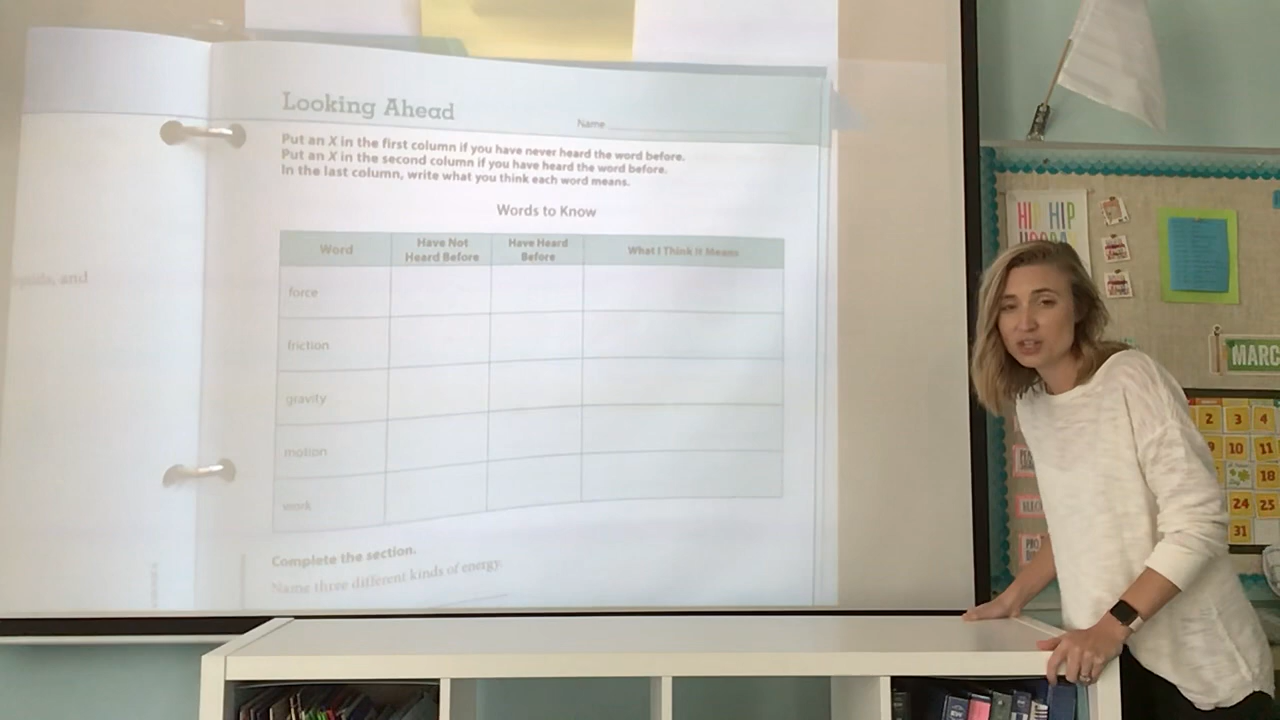 Looking Ahead
Name
Put an X in the first column if you have never heard the word before.
Put an X in the second column if you have heard the word before.
In the last column, write what you think each word means.
Words to Know
Word
Have Not Heard Before
Have Heard Before
What I Think It Means
force
friction
gravity
motion
work
Complete the section.
Name three different kinds of energy.
and
HIP HIP
MARC
2 3 4
9 10 11
18
24 25
31